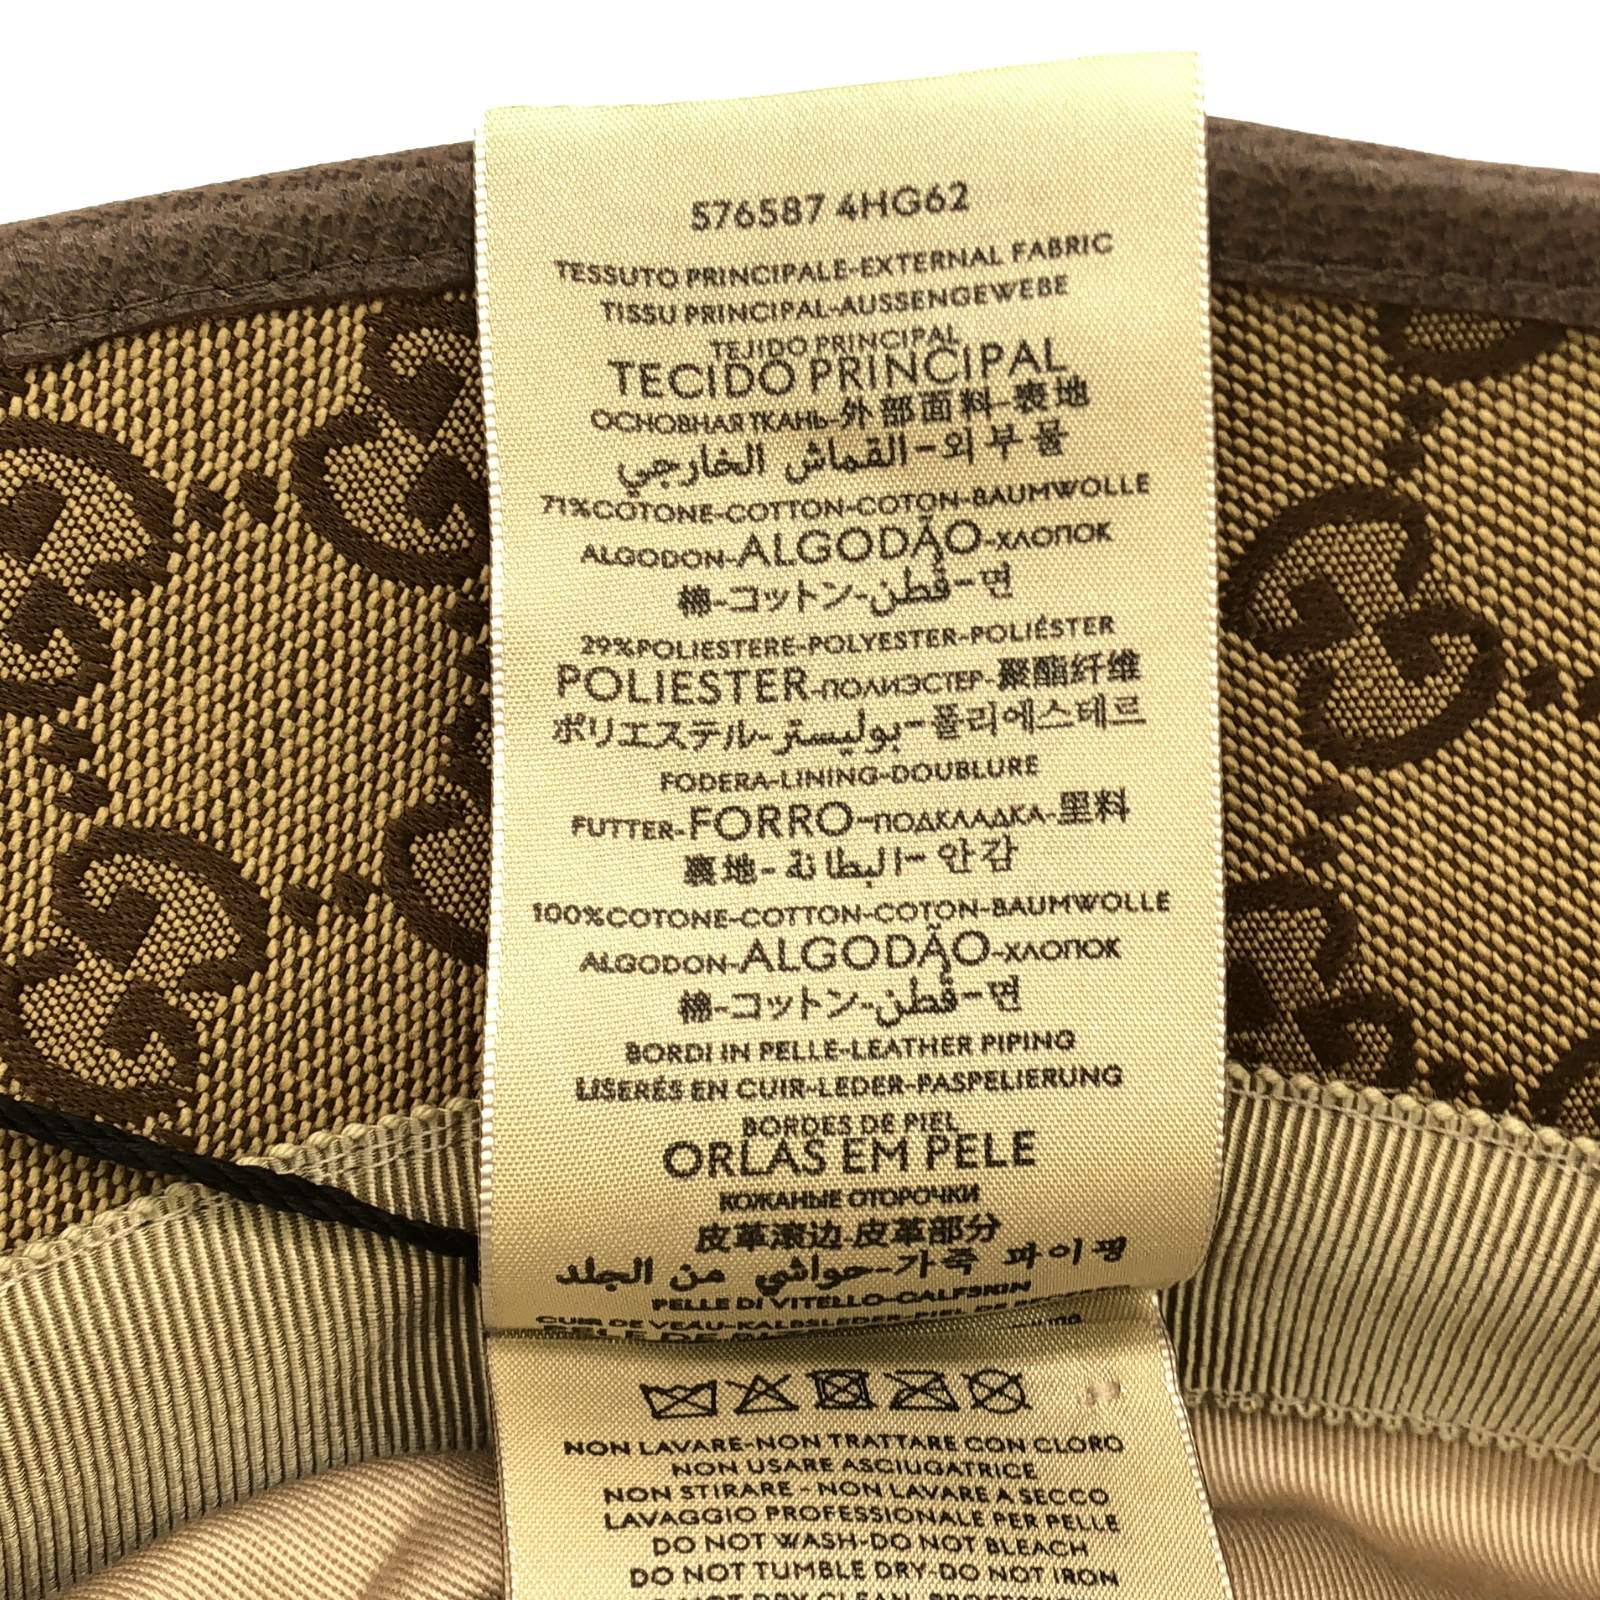 576587 4HG62
TESSUTO PRINCIPALE-EXTERNAL FABRIC
TISSU PRINCIPAL-AUSSENGEWEBE
TEJIDO PRINCIPAL
TECIDO PRINCIPAL
ОСНОВНАЯ ТКАНЬ-外部面料-表地
القماش الخارجي-외부물
71%COTONE-COTTON-COTON-BAUMWOLLE
ALGODON-ALGODÃO-ХЛОПОК
棉-コットン-قطن-면
29%POLIESTERE-POLYESTER-POLIÉSTER
POLIESTER-ПОЛИЭСТЕР-聚酯纤维
ポリエステル-بوليستر-폴리에스테르
FODERA-LINING-DOUBLURE
FUTTER-FORRO-ПОДКЛАДКА-里料
裏地-البطانة-안감
100%COTONE-COTTON-COTON-BAUMWOLLE
ALGODON-ALGODÃO-ХЛОПОК
棉-コットン-قطن-면
BORDI IN PELLE-LEATHER PIPING
LISERÉS EN CUIR-LEDER-PASPELIERUNG
BORDES DE PIEL
ORLAS EM PELE
КОЖАНЫЕ ОТОРОЧКИ
皮革滚边-皮革部分
حواشي من الجلد-가죽 파이핑
PELLE DI VITELLO-CALFSKIN
CUIR DE VEAU-KALBSLEDER-PIEL DE
NON LAVARE-NON TRATTARE CON CLORO
NON USARE ASCIUGATRICE
NON STIRARE-NON LAVARE A SECCO
LAVAGGIO PROFESSIONALE PER PELLE
DO NOT WASH-DO NOT BLEACH
DO NOT TUMBLE DRY-DO NOT IRON